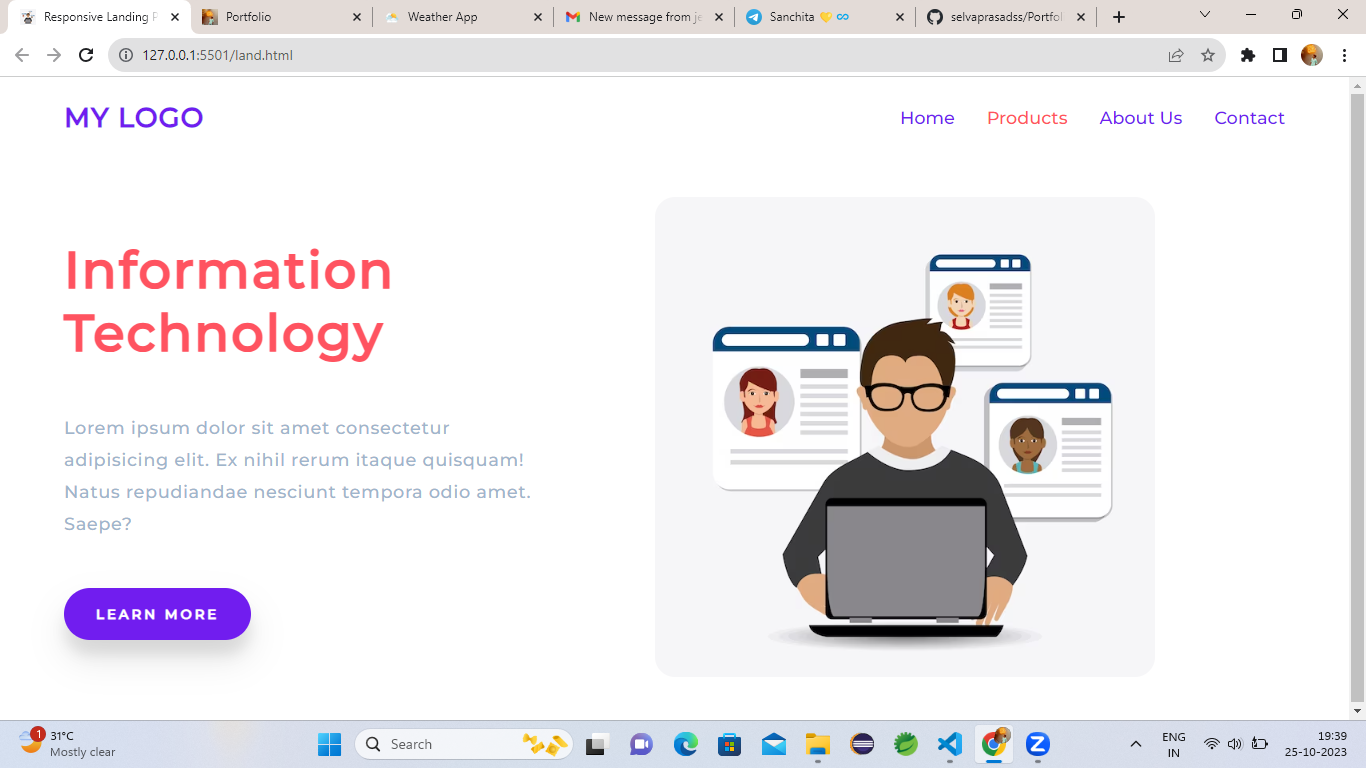 Responsive Landing P
Portfolio
Weather App
New message from je
Sanchita 💛 ♾️
selvaprasadss/Portfol
127.0.0.1:5501/land.html
MY LOGO
Home
Products
About Us
Contact
Information
Technology
Lorem ipsum dolor sit amet consectetur
adipisicing elit. Ex nihil rerum itaque quisquam!
Natus repudiandae nesciunt tempora odio amet.
Saepe?
LEARN MORE
1
31°C
Mostly clear
Search
ENG
IN
19:39
25-10-2023